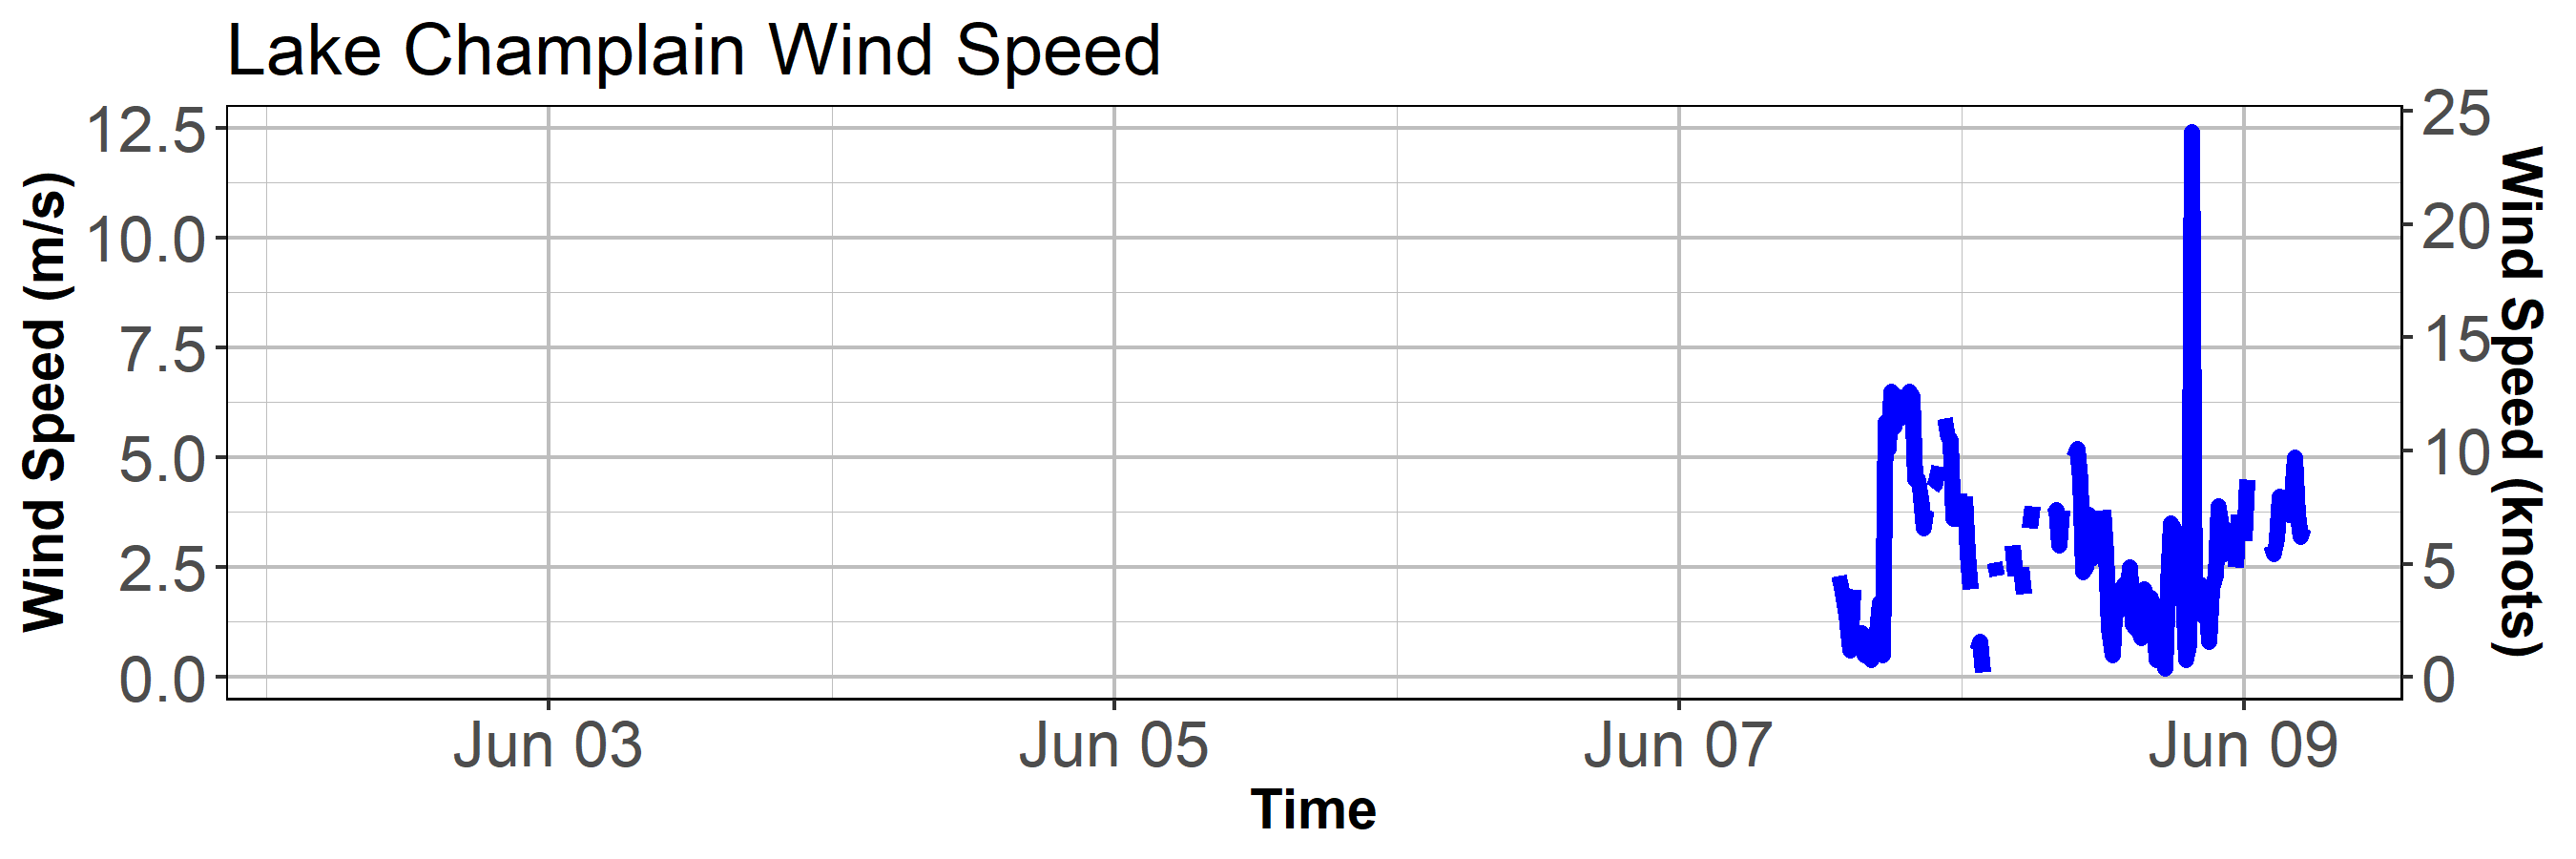 Lake Champlain Wind Speed
12.5
10.0
7.5
5.0
2.5
0.0
Wind Speed (m/s)
25
20
15
10
5
0
Wind Speed (knots)
Jun 03
Jun 05
Jun 07
Jun 09
Time